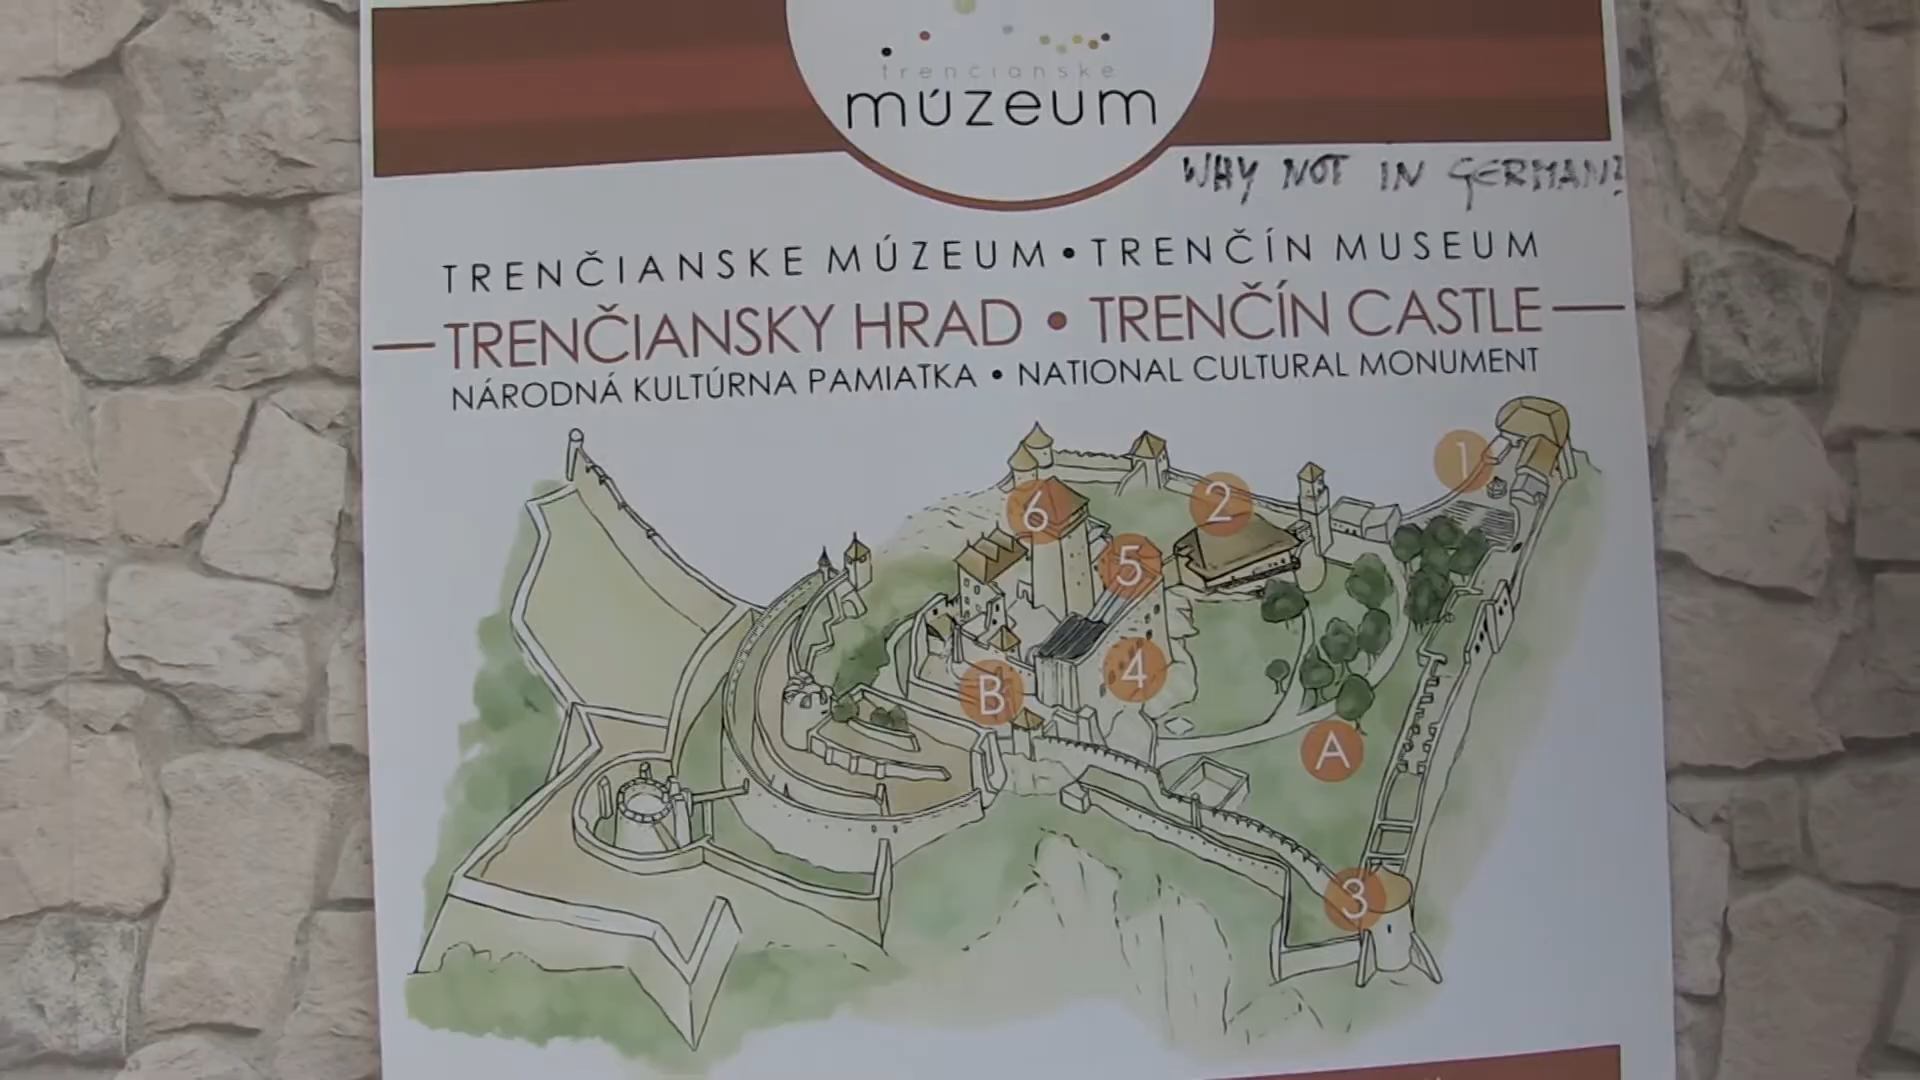 trenčianske
múzeum
WHY NOT IN GERMAN?
TRENČIANSKE MÚZEUM • TRENČÍN MUSEUM
TRENČIANSKY HRAD • TRENČÍN CASTLE
NÁRODNÁ KULTÚRNA PAMIATKA • NATIONAL CULTURAL MONUMENT
1
6
2
5
4
B
A
3